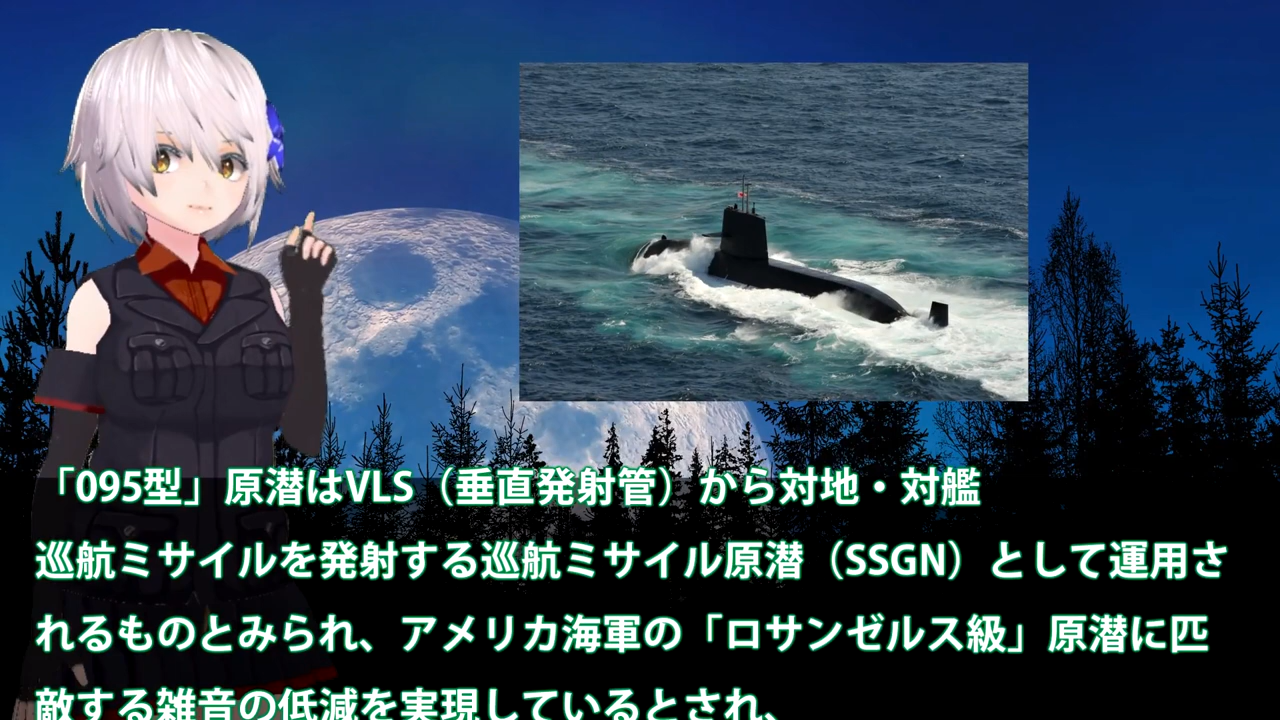 「095型」原潜はVLS（垂直発射管）から対地・対艦
巡航ミサイルを発射する巡航ミサイル原潜（SSGN）として運用さ
れるものとみられ、アメリカ海軍の「ロサンゼルス級」原潜に匹
敵する雑音の低減を実現しているとされ、